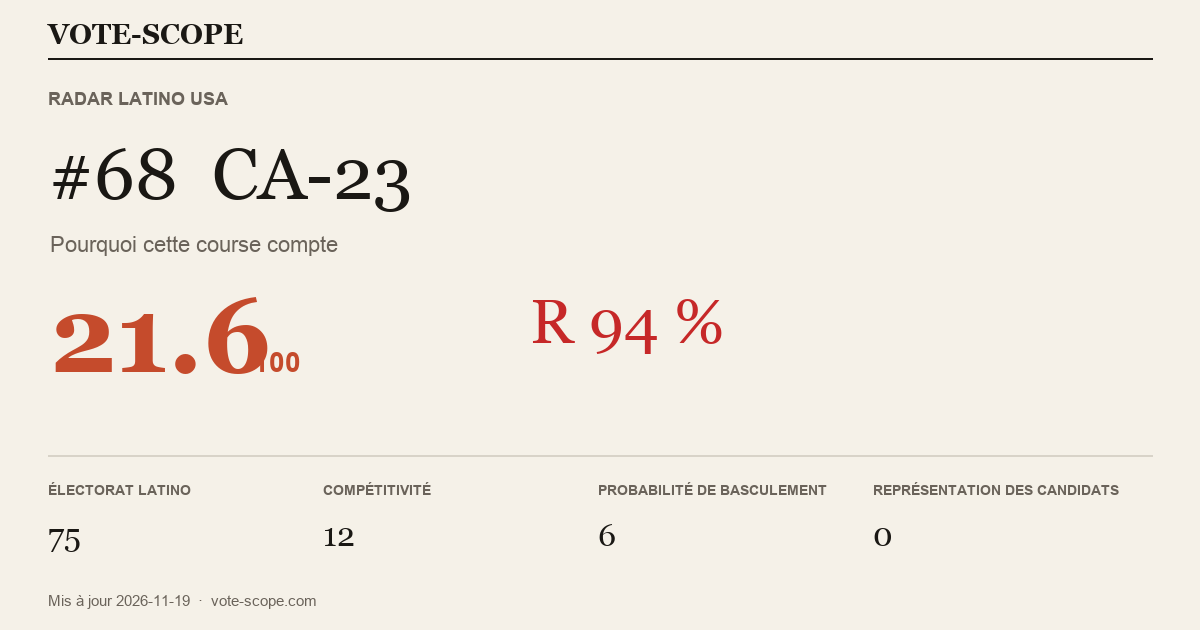 VOTE-SCOPE
RADAR LATINO USA
#68 CA-23
Pourquoi cette course compte
21.6
R 94 %
ÉLECTORAT LATINO COMPÉTITIVITÉ PROBABILITÉ DE BASCULEMENT REPRÉSENTATION DES CANDIDATS
75 12 6 0
Mis à jour 2026-11-19 · vote-scope.com